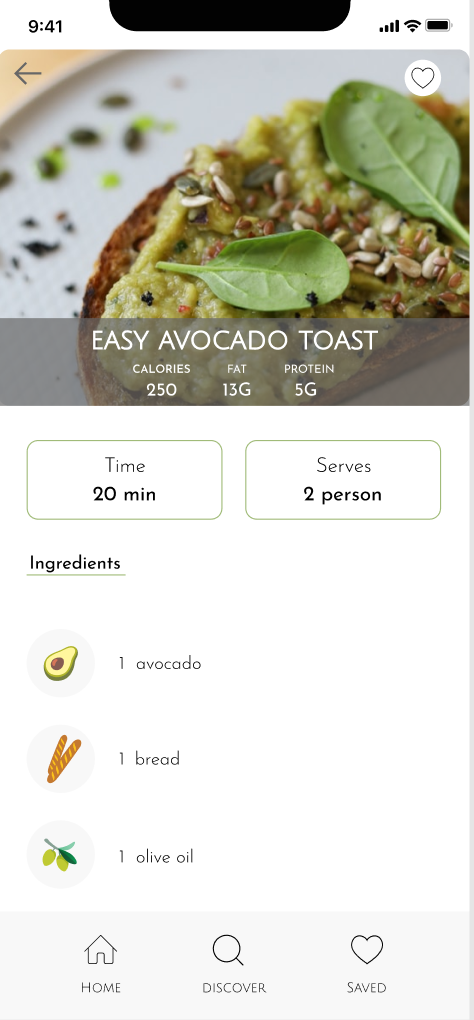 9:41
EASY AVOCADO TOAST
CALORIES FAT PROTEIN
250 13G 5G
Time Serves
20 min 2 person
Ingredients
1 avocado
1 bread
1 olive oil
HOME DISCOVER SAVED